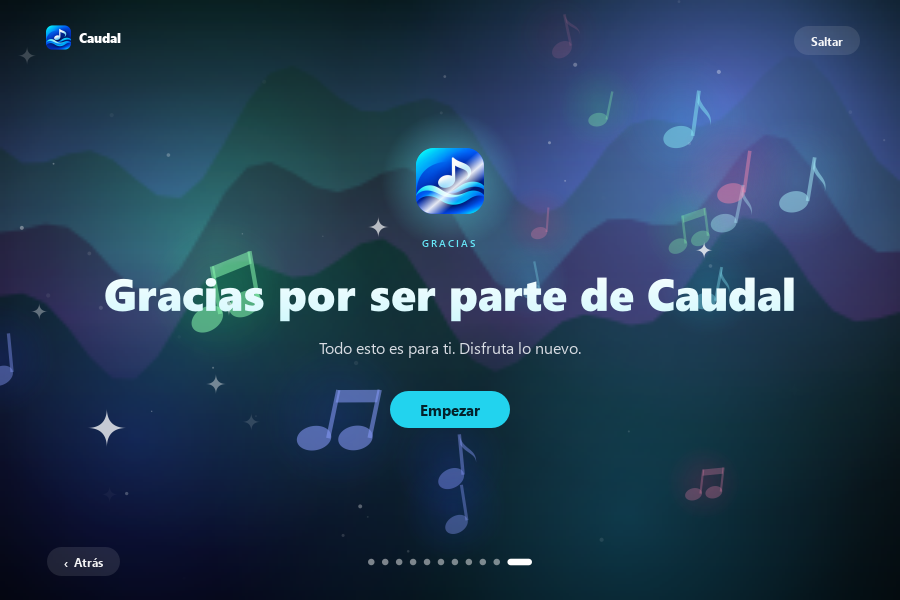 Caudal
Saltar
GRACIAS
Gracias por ser parte de Caudal
Todo esto es para ti. Disfruta lo nuevo.
Empezar
‹ Atrás